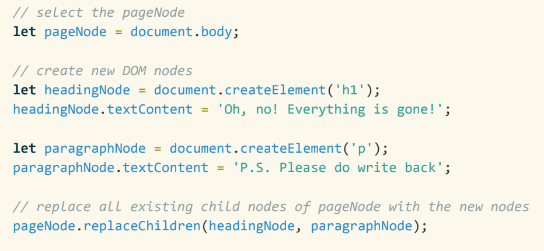 // select the pageNode
let pageNode = document.body;
// create new DOM nodes
let headingNode = document.createElement('h1');
headingNode.textContent = 'Oh, no! Everything is gone!';
let paragraphNode = document.createElement('p');
paragraphNode.textContent = 'P.S. Please do write back';
// replace all existing child nodes of pageNode with the new nodes
pageNode.replaceChildren(headingNode, paragraphNode);